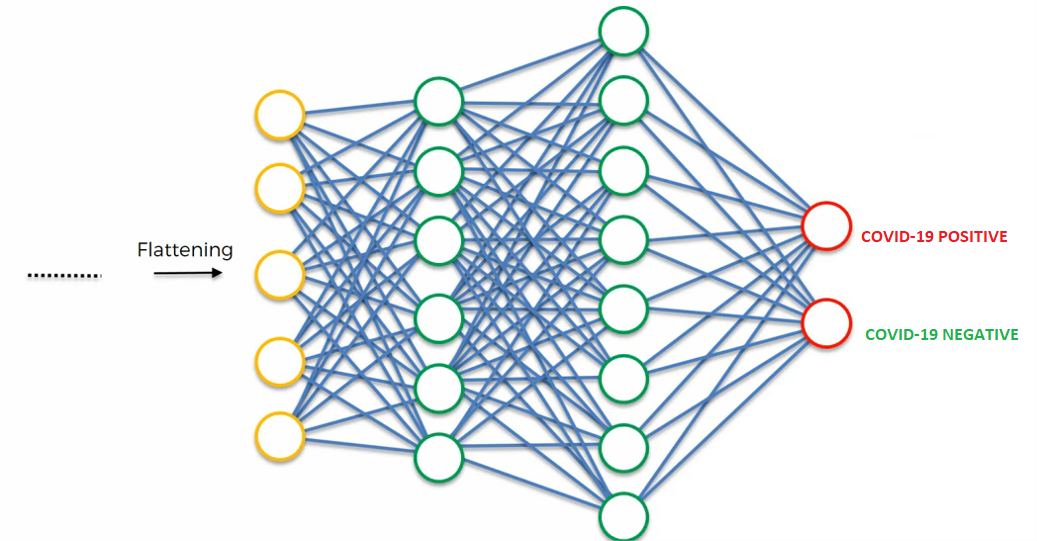 Flattening
COVID-19 POSITIVE
COVID-19 NEGATIVE